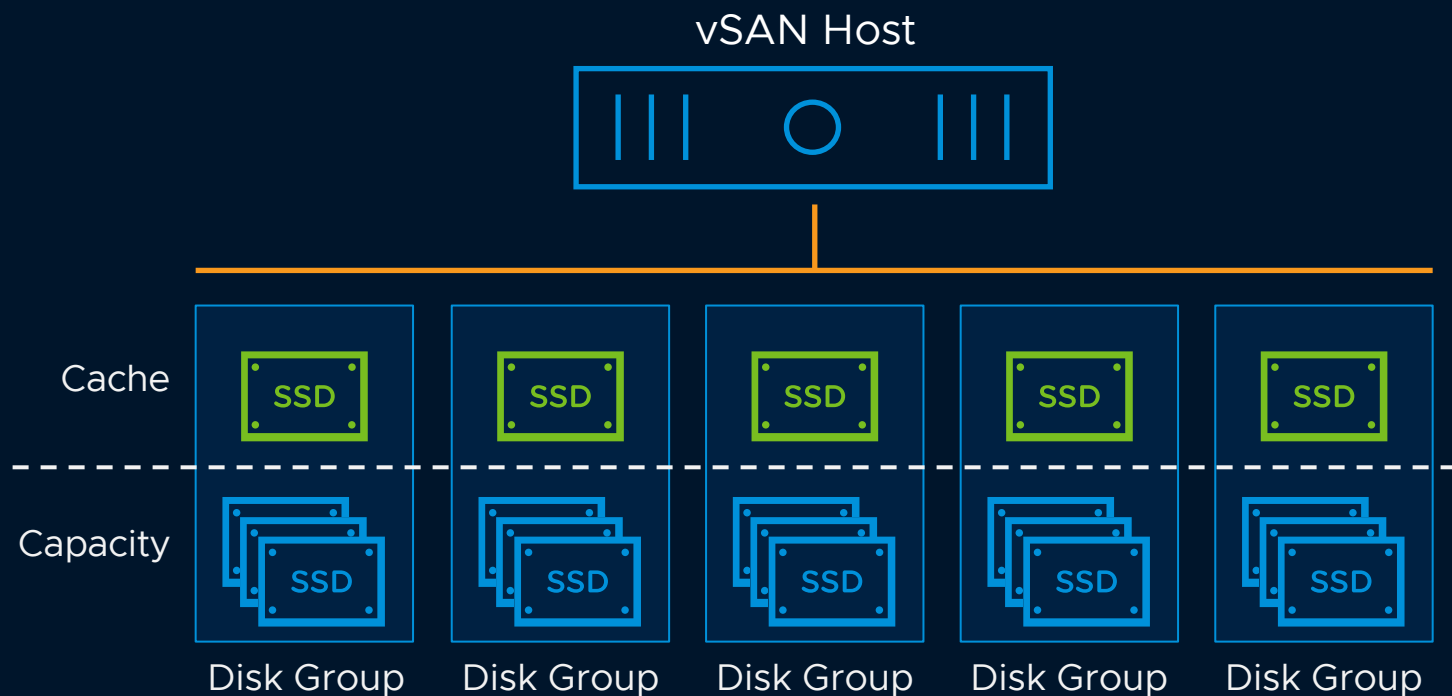 vSAN Host
Cache
SSD SSD SSD SSD SSD
Capacity
SSD SSD SSD SSD SSD
Disk Group Disk Group Disk Group Disk Group Disk Group